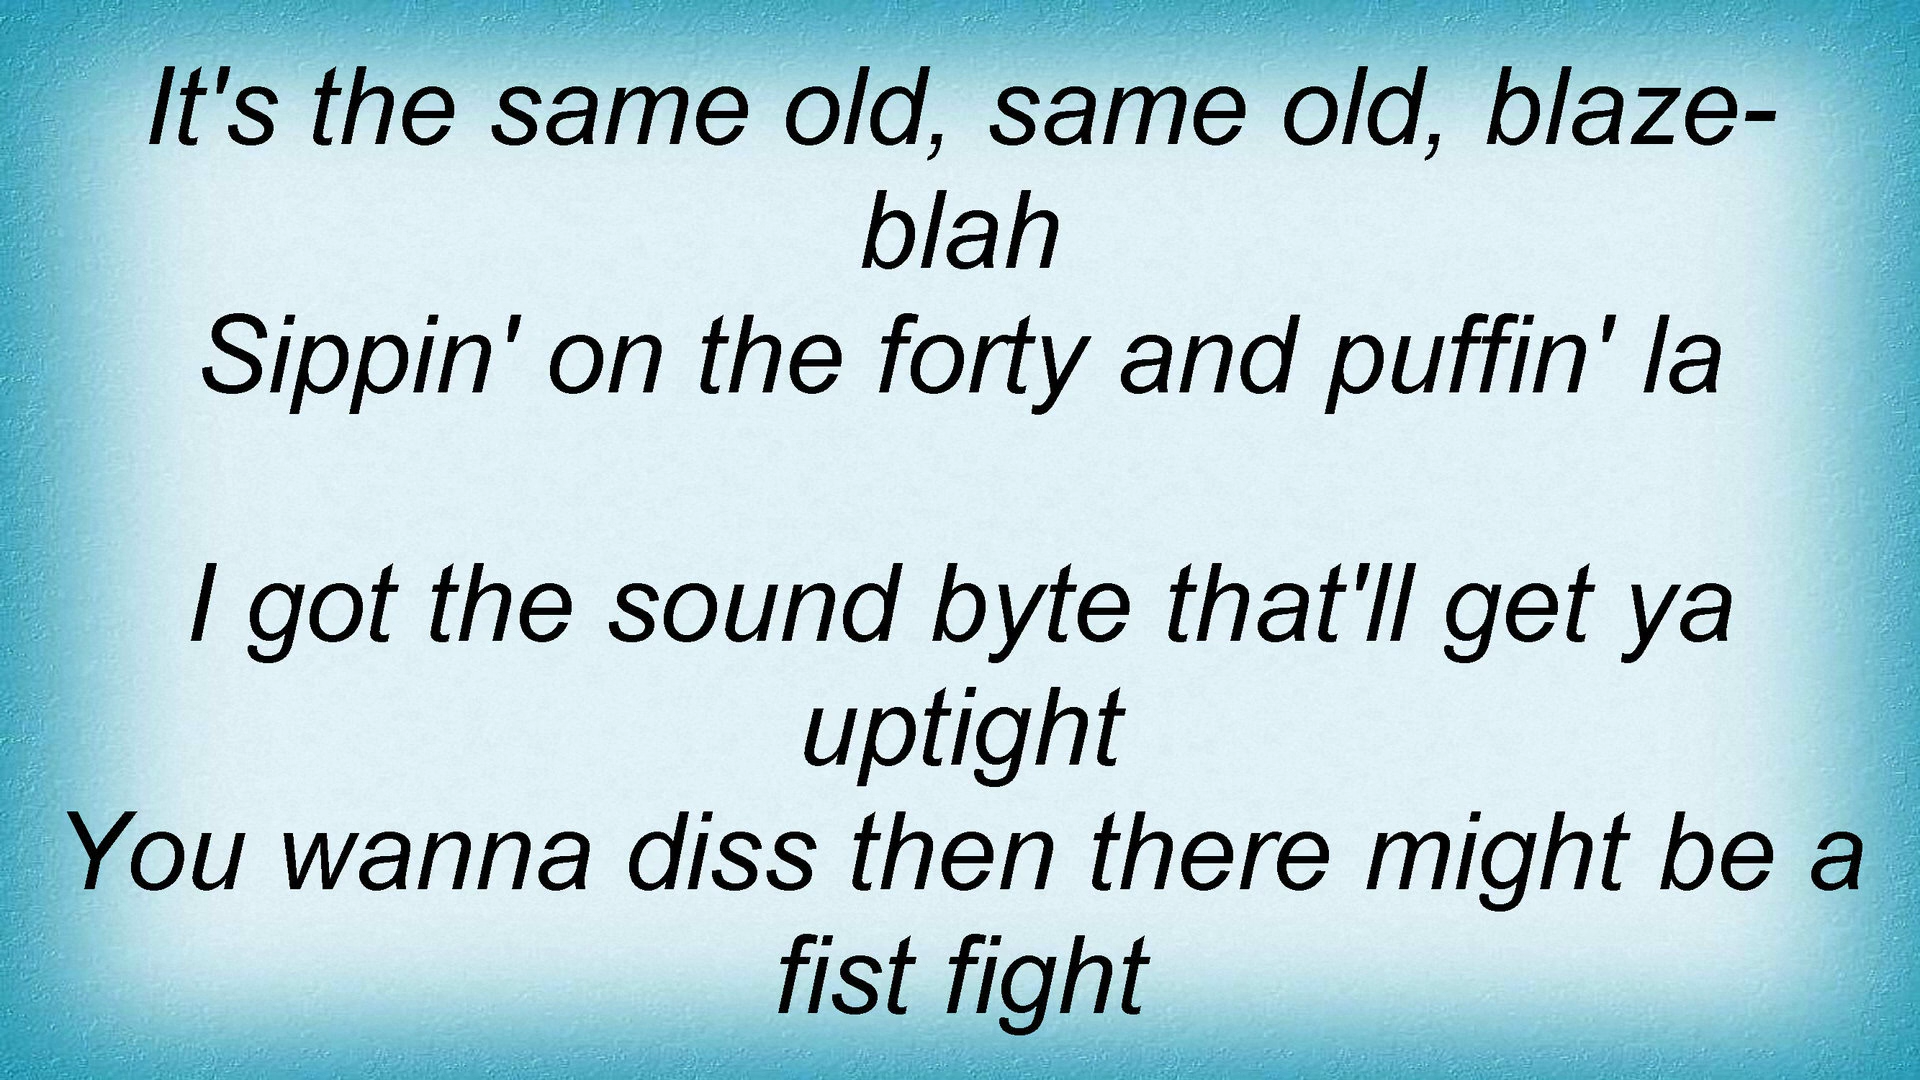 It's the same old, same old, blaze-
blah
Sippin' on the forty and puffin' la
I got the sound byte that'll get ya
uptight
You wanna diss then there might be a
fist fight